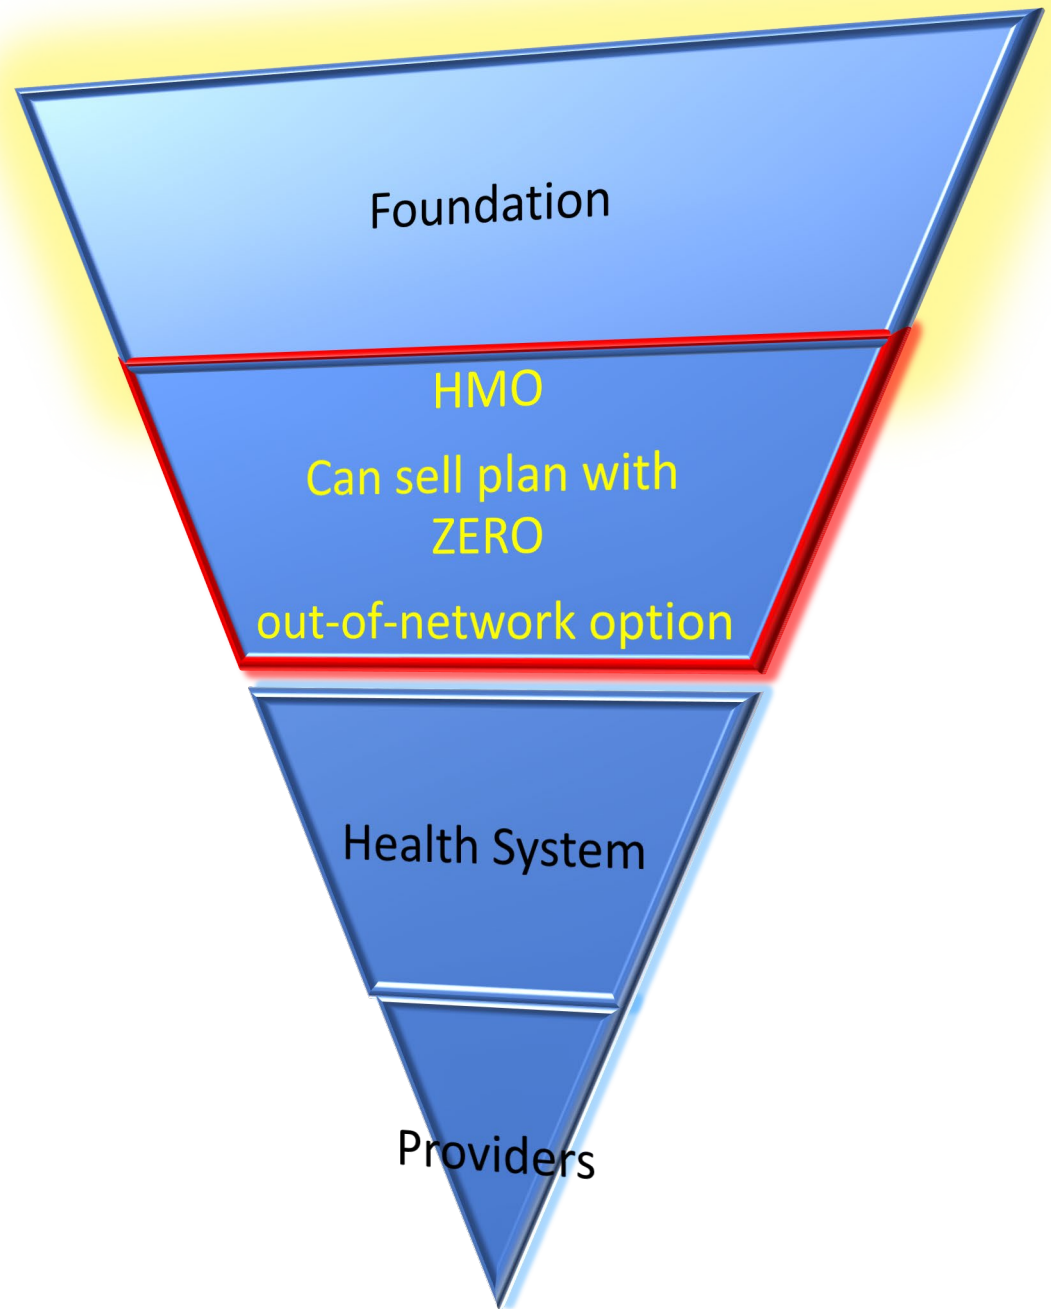 Foundation
HMO
Can sell plan with
ZERO
out-of-network option
Health System
Providers